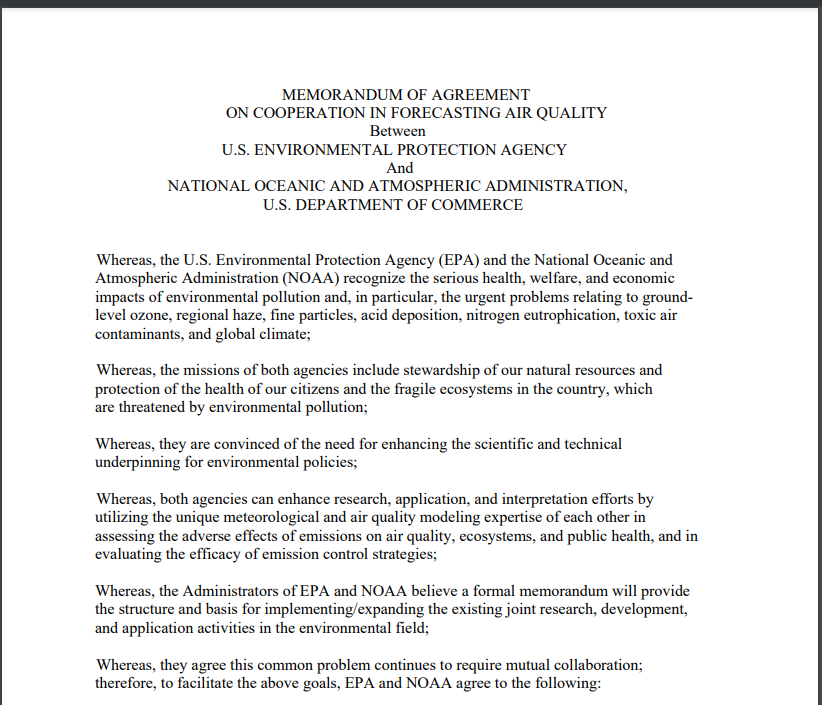 MEMORANDUM OF AGREEMENT
ON COOPERATION IN FORECASTING AIR QUALITY
Between
U.S. ENVIRONMENTAL PROTECTION AGENCY
And
NATIONAL OCEANIC AND ATMOSPHERIC ADMINISTRATION,
U.S. DEPARTMENT OF COMMERCE
Whereas, the U.S. Environmental Protection Agency (EPA) and the National Oceanic and
Atmospheric Administration (NOAA) recognize the serious health, welfare, and economic
impacts of environmental pollution and, in particular, the urgent problems relating to ground-
level ozone, regional haze, fine particles, acid deposition, nitrogen eutrophication, toxic air
contaminants, and global climate;
Whereas, the missions of both agencies include stewardship of our natural resources and
protection of the health of our citizens and the fragile ecosystems in the country, which
are threatened by environmental pollution;
Whereas, they are convinced of the need for enhancing the scientific and technical
underpinning for environmental policies;
Whereas, both agencies can enhance research, application, and interpretation efforts by
utilizing the unique meteorological and air quality modeling expertise of each other in
assessing the adverse effects of emissions on air quality, ecosystems, and public health, and in
evaluating the efficacy of emission control strategies;
Whereas, the Administrators of EPA and NOAA believe a formal memorandum will provide
the structure and basis for implementing/expanding the existing joint research, development,
and application activities in the environmental field;
Whereas, they agree this common problem continues to require mutual collaboration;
therefore, to facilitate the above goals, EPA and NOAA agree to the following: